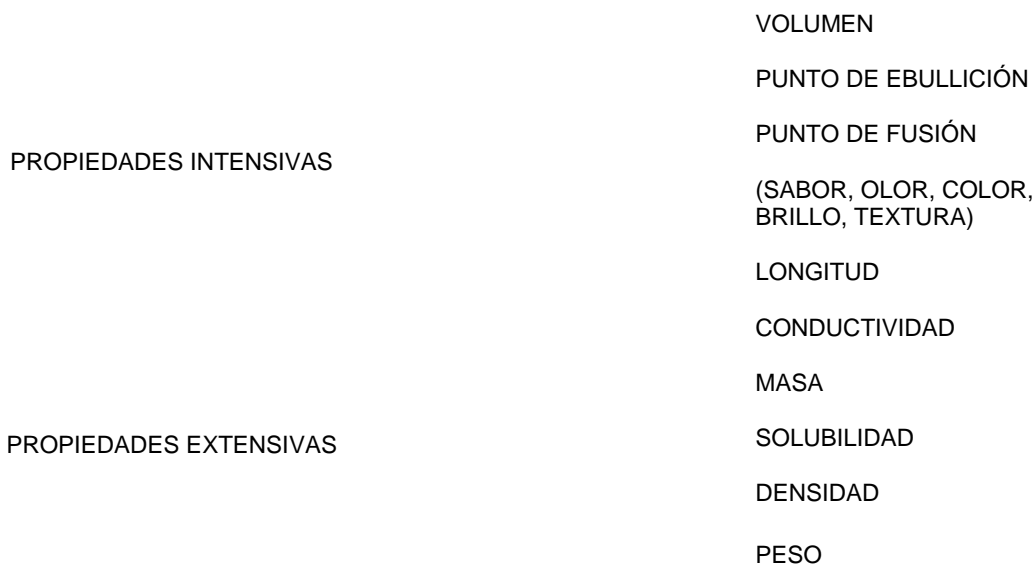 VOLUMEN
PUNTO DE EBULLICIÓN
PUNTO DE FUSIÓN
PROPIEDADES INTENSIVAS
(SABOR, OLOR, COLOR,
BRILLO, TEXTURA)
LONGITUD
CONDUCTIVIDAD
MASA
PROPIEDADES EXTENSIVAS
SOLUBILIDAD
DENSIDAD
PESO